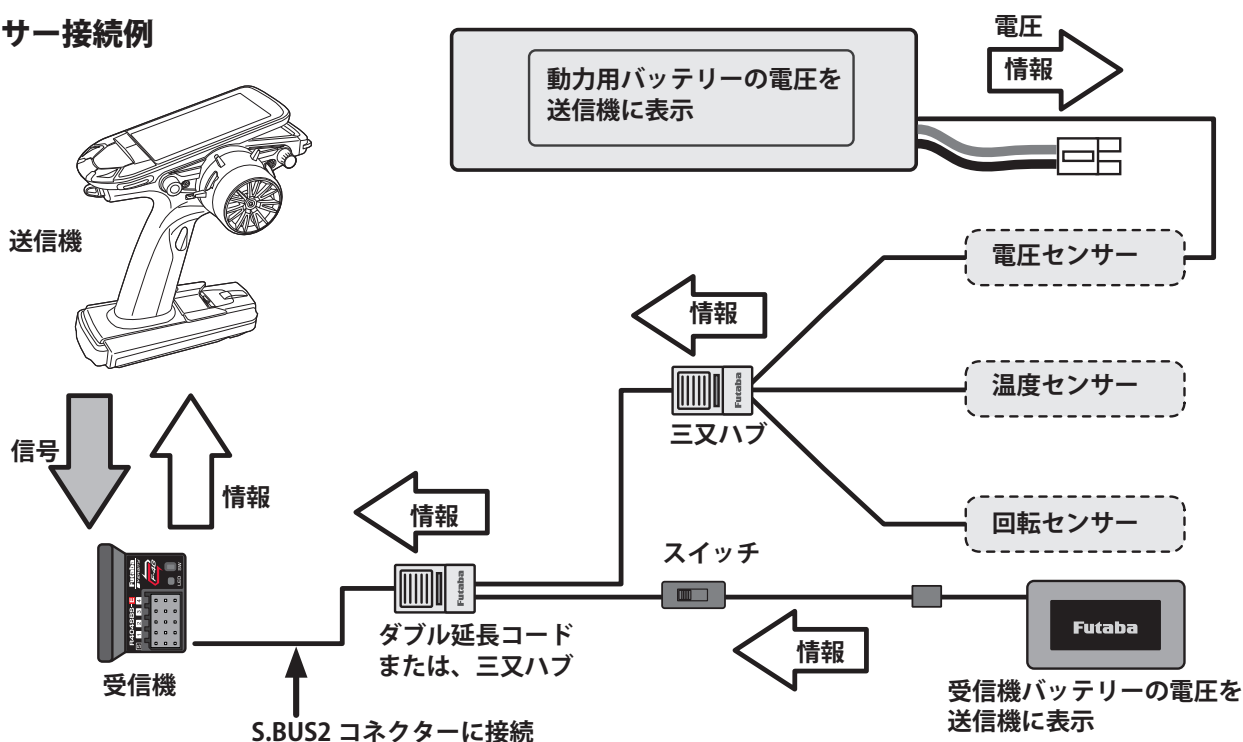 サー接続例
電圧
情報
動力用バッテリーの電圧を
送信機に表示
送信機
電圧センサー
情報
温度センサー
Futaba
三又ハブ
信号
情報
情報
回転センサー
スイッチ
Futaba
Futaba
R404SBS-E
Futaba
ダブル延長コード
または、三又ハブ
情報
受信機
受信機バッテリーの電圧を
送信機に表示
S.BUS2 コネクターに接続